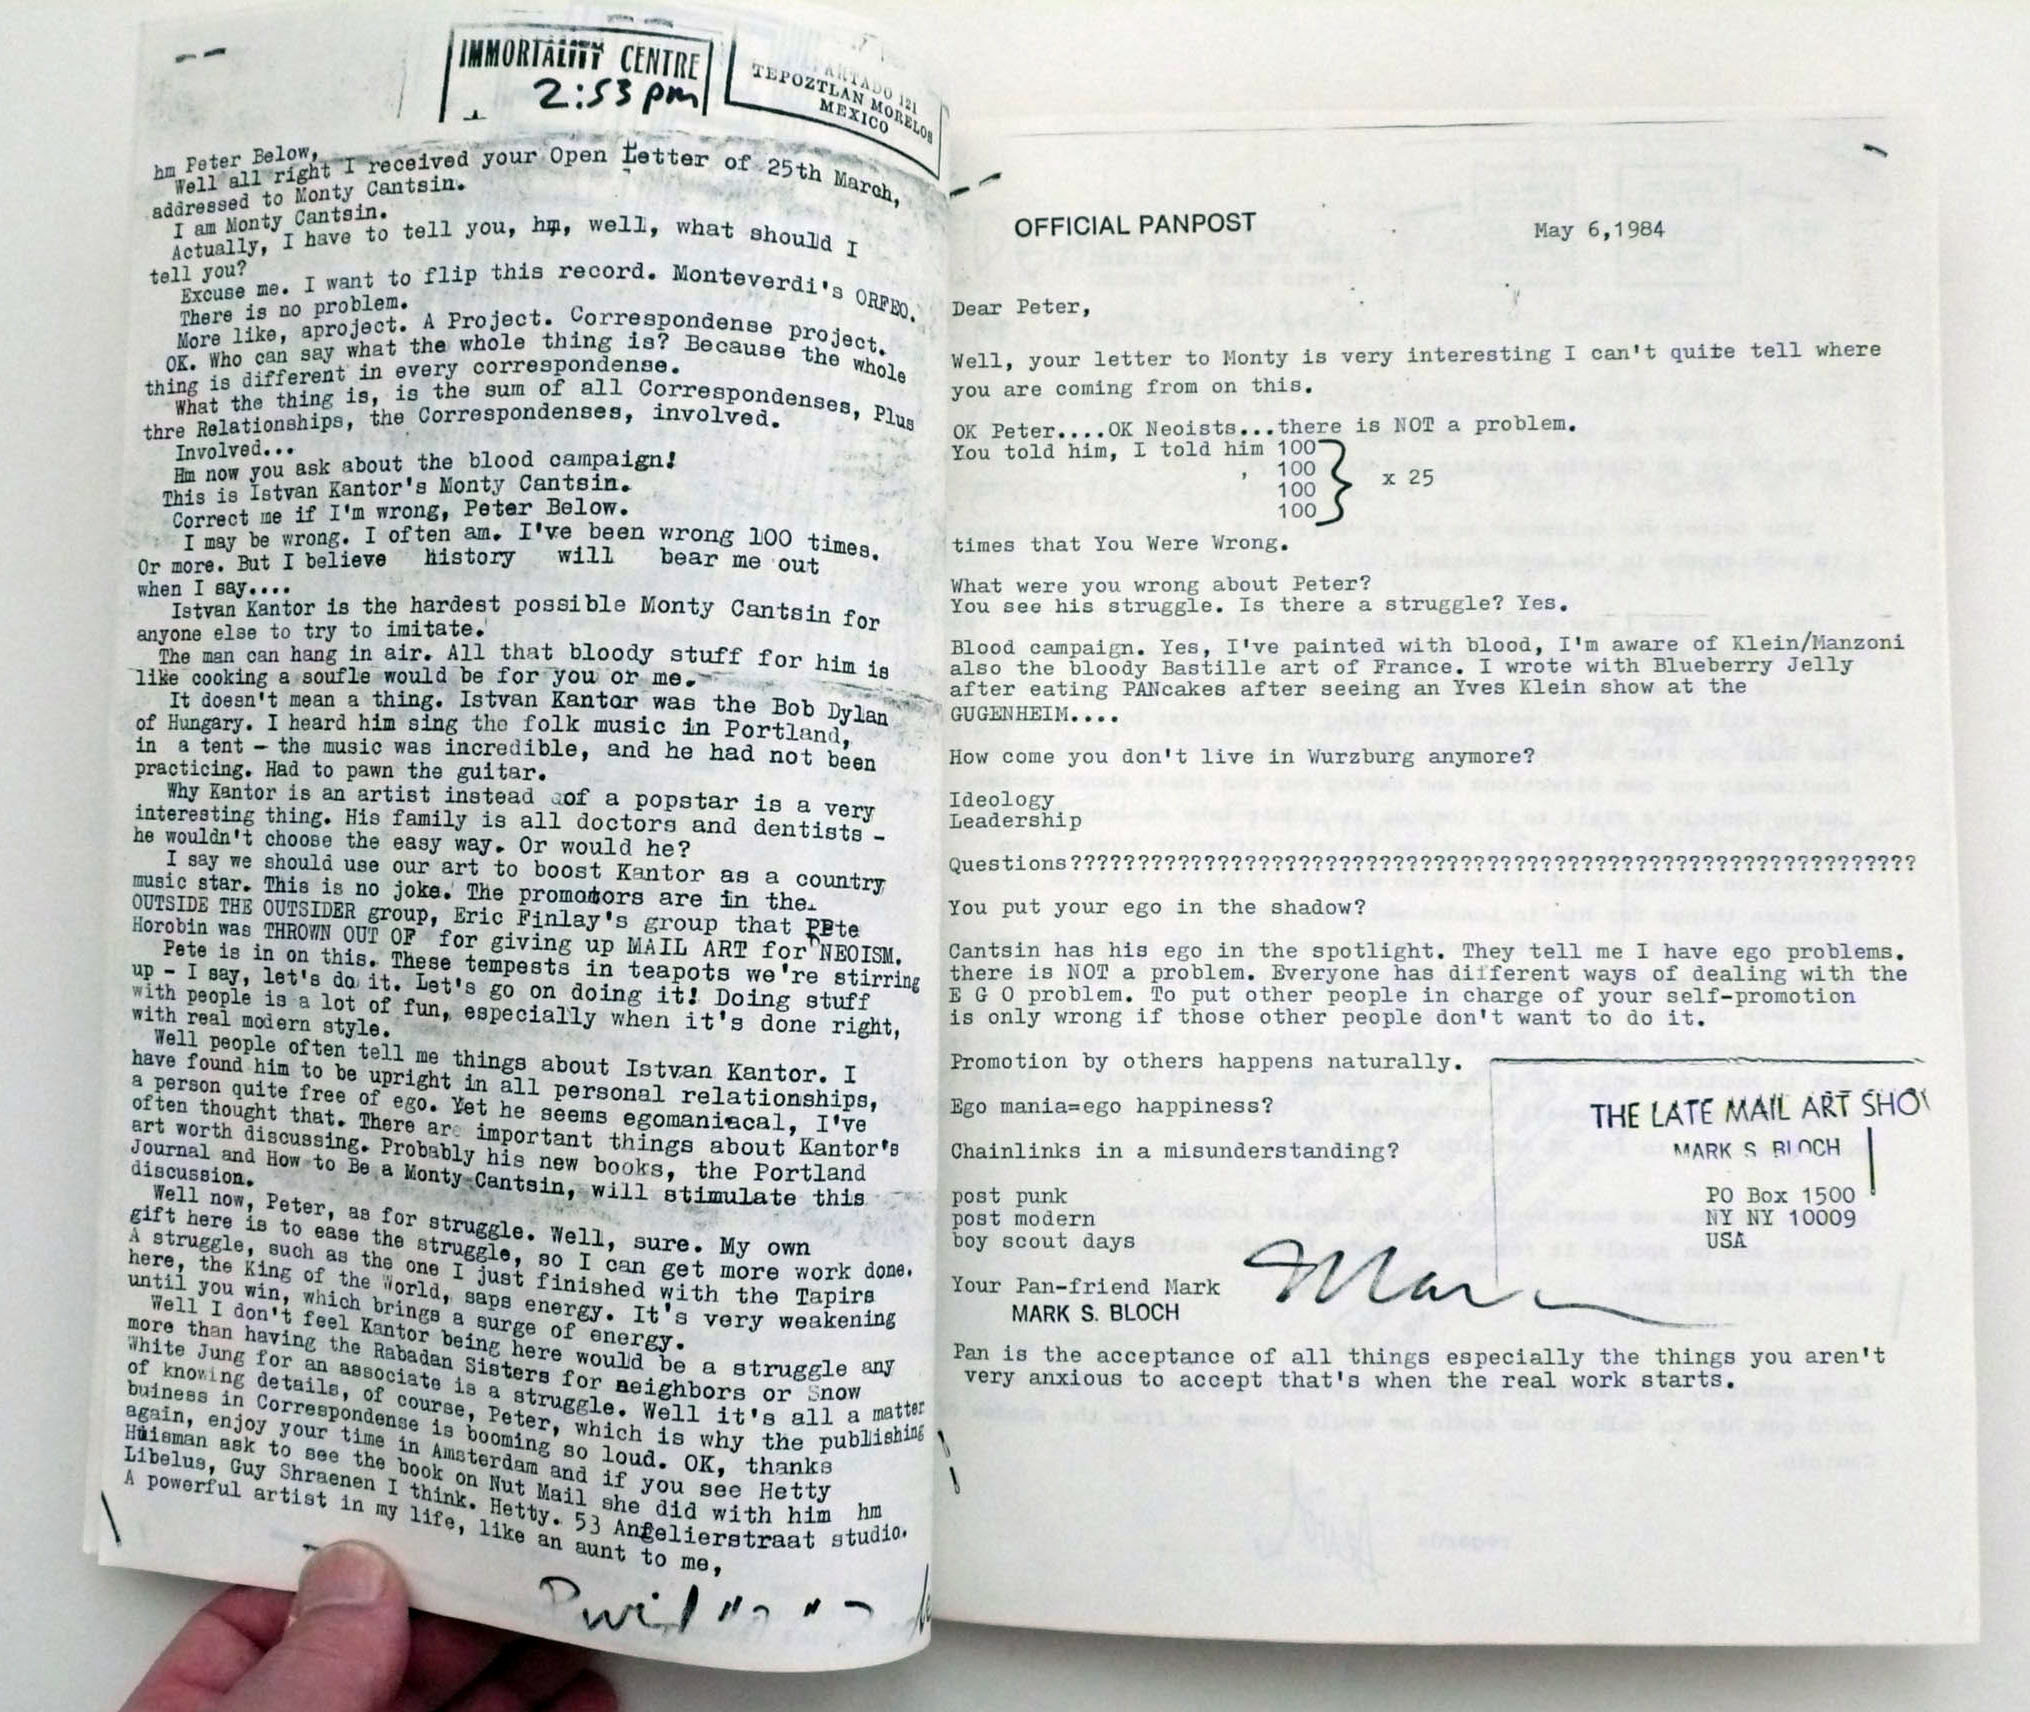 IMMORTALITY CENTRE
2:53 pm
APARTADO 121
TEPOZTLAN MORELOS
MEXICO
hm Peter Below,
Well all right I received your Open Letter of 25th March,
addressed to Monty Cantsin.
I am Monty Cantsin.
Actually, I have to tell you, hm, well, what should I
tell you?
Excuse me. I want to flip this record. Monteverdi's ORFEO.
There is no problem.
More like, aproject. A Project. Correspondense project.
OK. Who can say what the whole thing is? Because the whole
thing is different in every correspondense.
What the thing is, is the sum of all Correspondenses, Plus
thre Relationships, the Correspondenses, involved.
Involved...
Hm now you ask about the blood campaign!
This is Istvan Kantor's Monty Cantsin.
Correct me if I'm wrong, Peter Below.
I may be wrong. I often am. I've been wrong 100 times.
Or more. But I believe history will bear me out
when I say....
Istvan Kantor is the hardest possible Monty Cantsin for
anyone else to try to imitate.
The man can hang in air. All that bloody stuff for him is
like cooking a soufle would be for you or me.
It doesn't mean a thing. Istvan Kantor was the Bob Dylan
of Hungary. I heard him sing the folk music in Portland,
in a tent - the music was incredible, and he had not been
practicing. Had to pawn the guitar.
Why Kantor is an artist instead of a popstar is a very
interesting thing. His family is all doctors and dentists -
he wouldn't choose the easy way. Or would he?
I say we should use our art to boost Kantor as a country
music star. This is no joke. The promotors are in the
OUTSIDE THE OUTSIDER group, Eric Finlay's group that PEte
Horobin was THROWN OUT OF for giving up MAIL ART for NEOISM.
Pete is in on this. These tempests in teapots we're stirring
up - I say, let's do it. Let's go on doing it! Doing stuff
with people is a lot of fun, especially when it's done right,
with real modern style.
Well people often tell me things about Istvan Kantor. I
have found him to be upright in all personal relationships,
a person quite free of ego. Yet he seems egomaniacal, I've
often thought that. There are important things about Kantor's
art worth discussing. Probably his new books, the Portland
Journal and How to Be a Monty Cantsin, will stimulate this
discussion.
Well now, Peter, as for struggle. Well, sure. My own
gift here is to ease the struggle, so I can get more work done.
A struggle, such as the one I just finished with the Tapirs
here, the King of the World, saps energy. It's very weakening
until you win, which brings a surge of energy.
Well I don't feel Kantor being here would be a struggle any
more than having the Rabadan Sisters for neighbors or Snow
White Jung for an associate is a struggle. Well it's all a matter
of knowing details, of course, Peter, which is why the publishing
buiness in Correspondense is booming so loud. OK, thanks
again, enjoy your time in Amsterdam and if you see Hetty
Huisman ask to see the book on Nut Mail she did with him hm
Libelus, Guy Shraenen I think. Hetty. 53 Angelierstraat studio.
A powerful artist in my life, like an aunt to me,
OFFICIAL PANPOST May 6,1984
Dear Peter,
Well, your letter to Monty is very interesting I can't quite tell where
you are coming from on this.
OK Peter....OK Neoists...there is NOT a problem.
You told him, I told him 100
100
100 x 25
100
times that You Were Wrong.
What were you wrong about Peter?
You see his struggle. Is there a struggle? Yes.
Blood campaign. Yes, I've painted with blood, I'm aware of Klein/Manzoni
also the bloody Bastille art of France. I wrote with Blueberry Jelly
after eating PANcakes after seeing an Yves Klein show at the
GUGENHEIM....
How come you don't live in Wurzburg anymore?
Ideology
Leadership
Questions???????????????????????????????????????????????????????????????
You put your ego in the shadow?
Cantsin has his ego in the spotlight. They tell me I have ego problems.
there is NOT a problem. Everyone has different ways of dealing with the
E G O problem. To put other people in charge of your self-promotion
is only wrong if those other people don't want to do it.
Promotion by others happens naturally.
Ego mania=ego happiness?
Chainlinks in a misunderstanding?
THE LATE MAIL ART SHOW
MARK S BLOCH
PO Box 1500
NY NY 10009
USA
post punk
post modern
boy scout days
Your Pan-friend Mark
MARK S. BLOCH
Pan is the acceptance of all things especially the things you aren't
very anxious to accept that's when the real work starts.